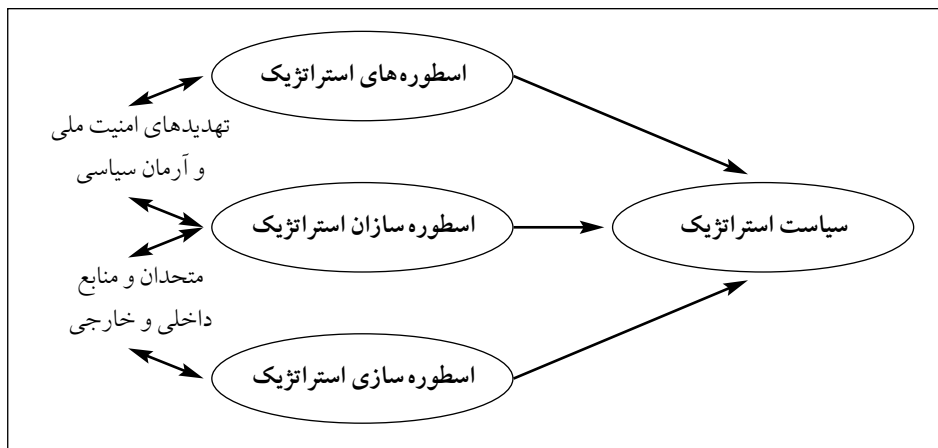 اسطوره‌های استراتژیک
تهدیدهای امنیت ملی
و آرمان سیاسی
اسطوره سازان استراتژیک
سیاست استراتژیک
متحدان و منابع
داخلی و خارجی
اسطوره سازی استراتژیک